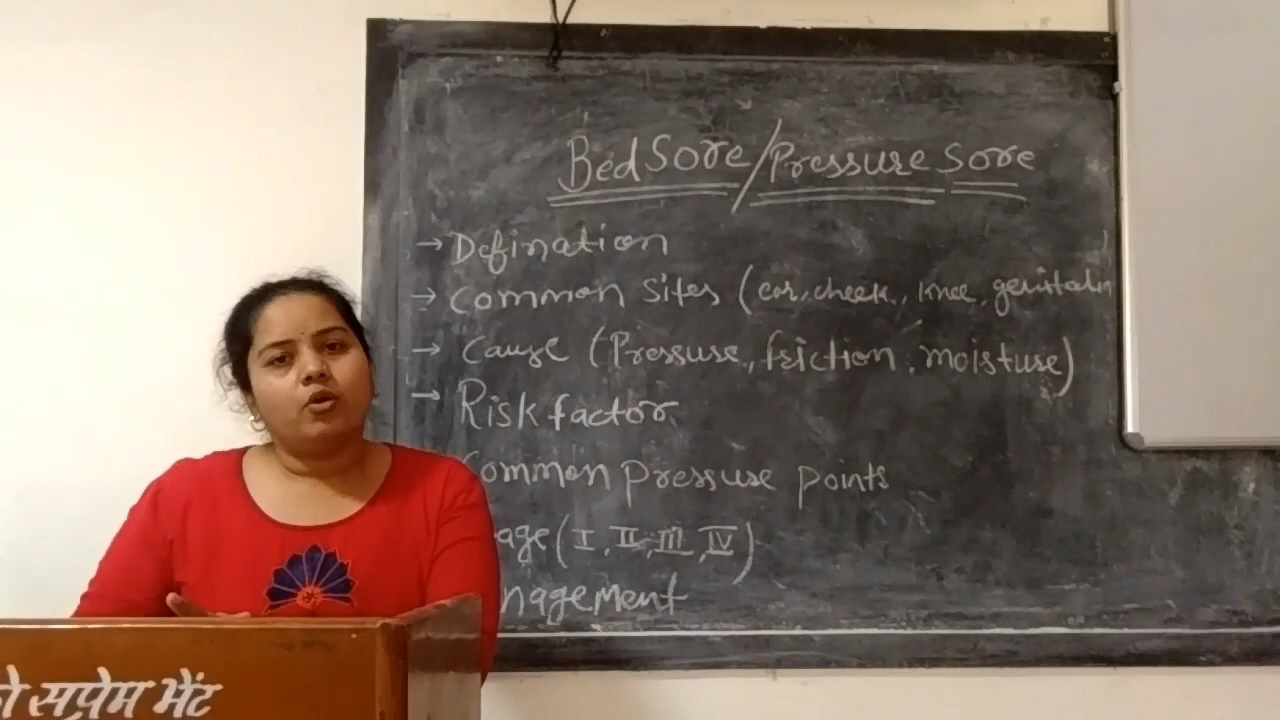 Bed Sore/Pressure Sore
→ Defination
→ Common Sites (ear, cheek, knee, genitalia
→ Cause (Pressure, friction, moisture)
→ Risk factor
Common pressure points
age (I, II, III, IV)
nagement
को सप्रेम भेंट